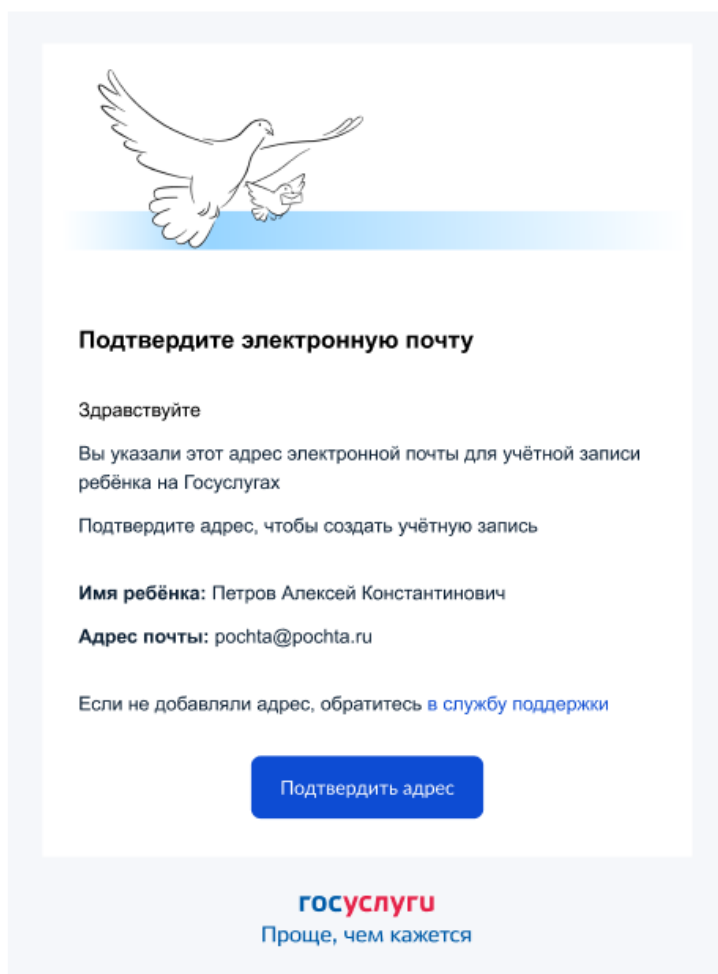 Подтвердите электронную почту
Здравствуйте
Вы указали этот адрес электронной почты для учётной записи
ребёнка на Госуслугах
Подтвердите адрес, чтобы создать учётную запись
Имя ребёнка: Петров Алексей Константинович
Адрес почты: pochta@pochta.ru
Если не добавляли адрес, обратитесь в службу поддержки
Подтвердить адрес
госуслуги
Проще, чем кажется